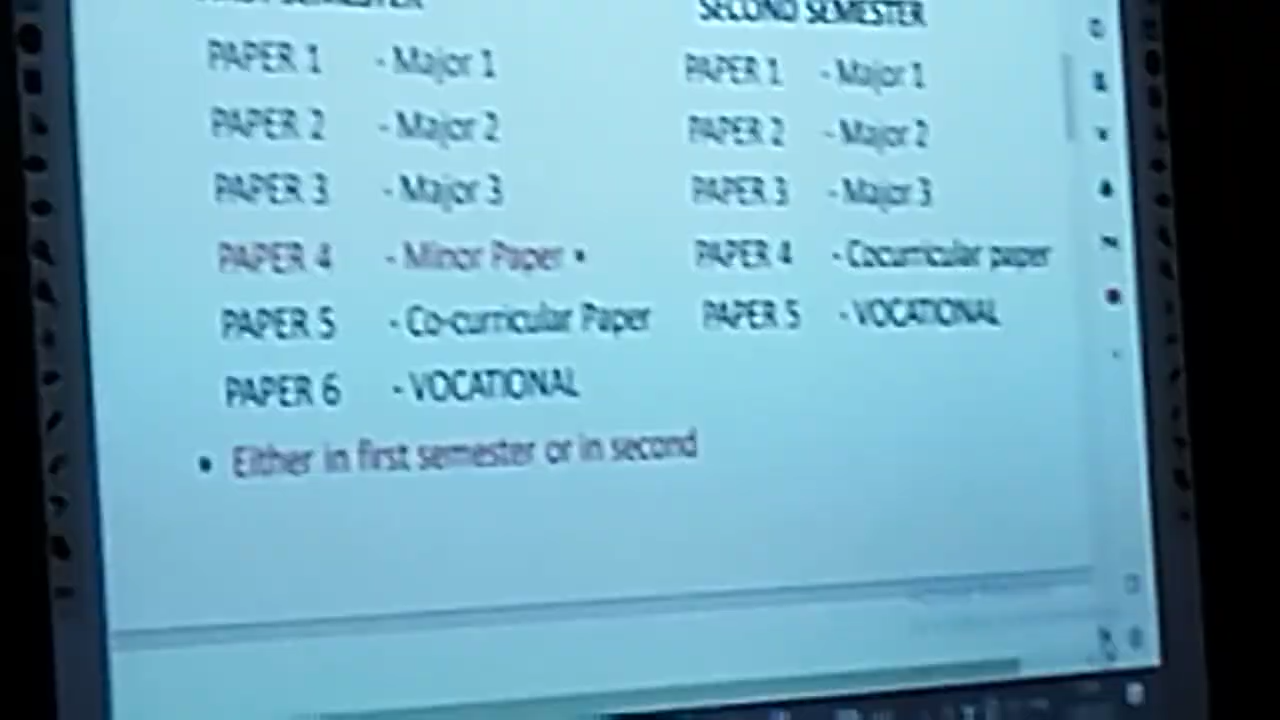 FIRST SEMESTER
PAPER 1 - Major 1
PAPER 2 - Major 2
PAPER 3 - Major 3
PAPER 4 - Minor Paper •
PAPER 5 - Co-curricular Paper
PAPER 6 - VOCATIONAL
• Either in first semester or in second
SECOND SEMESTER
PAPER 1 - Major 1
PAPER 2 - Major 2
PAPER 3 - Major 3
PAPER 4 - Cocurricular paper
PAPER 5 - VOCATIONAL